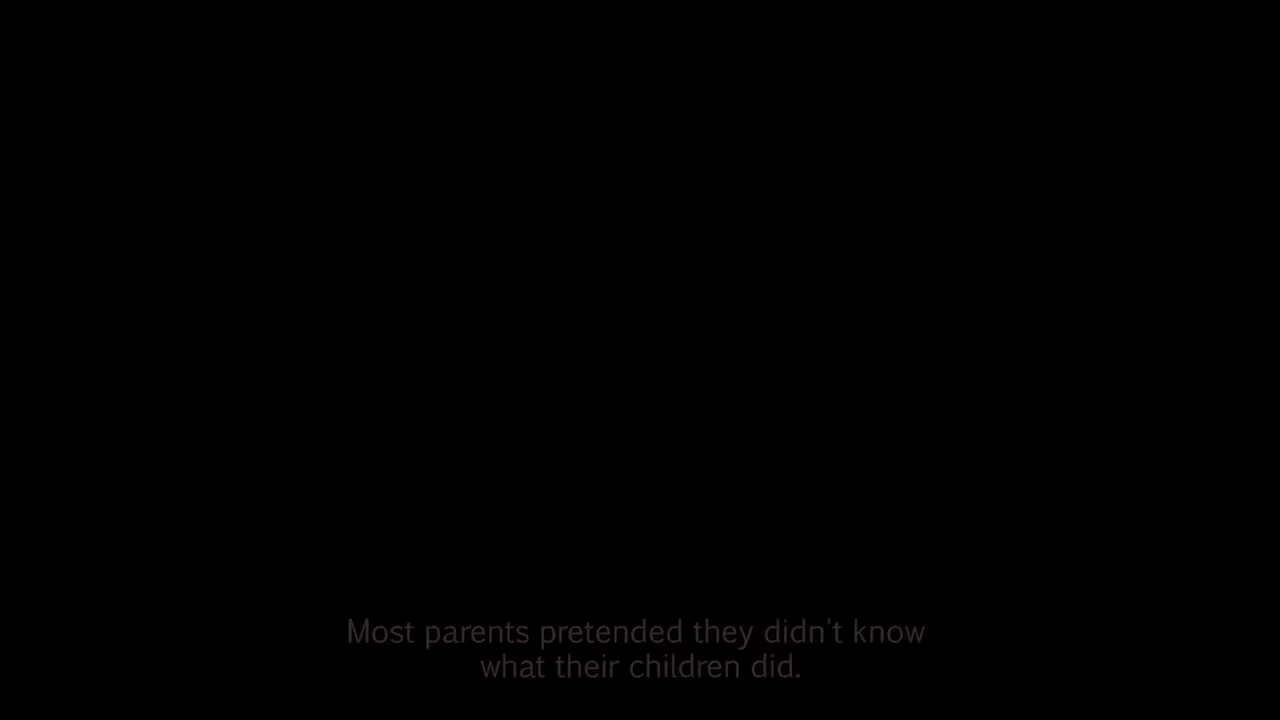 Most parents pretended they didn't know
what their children did.